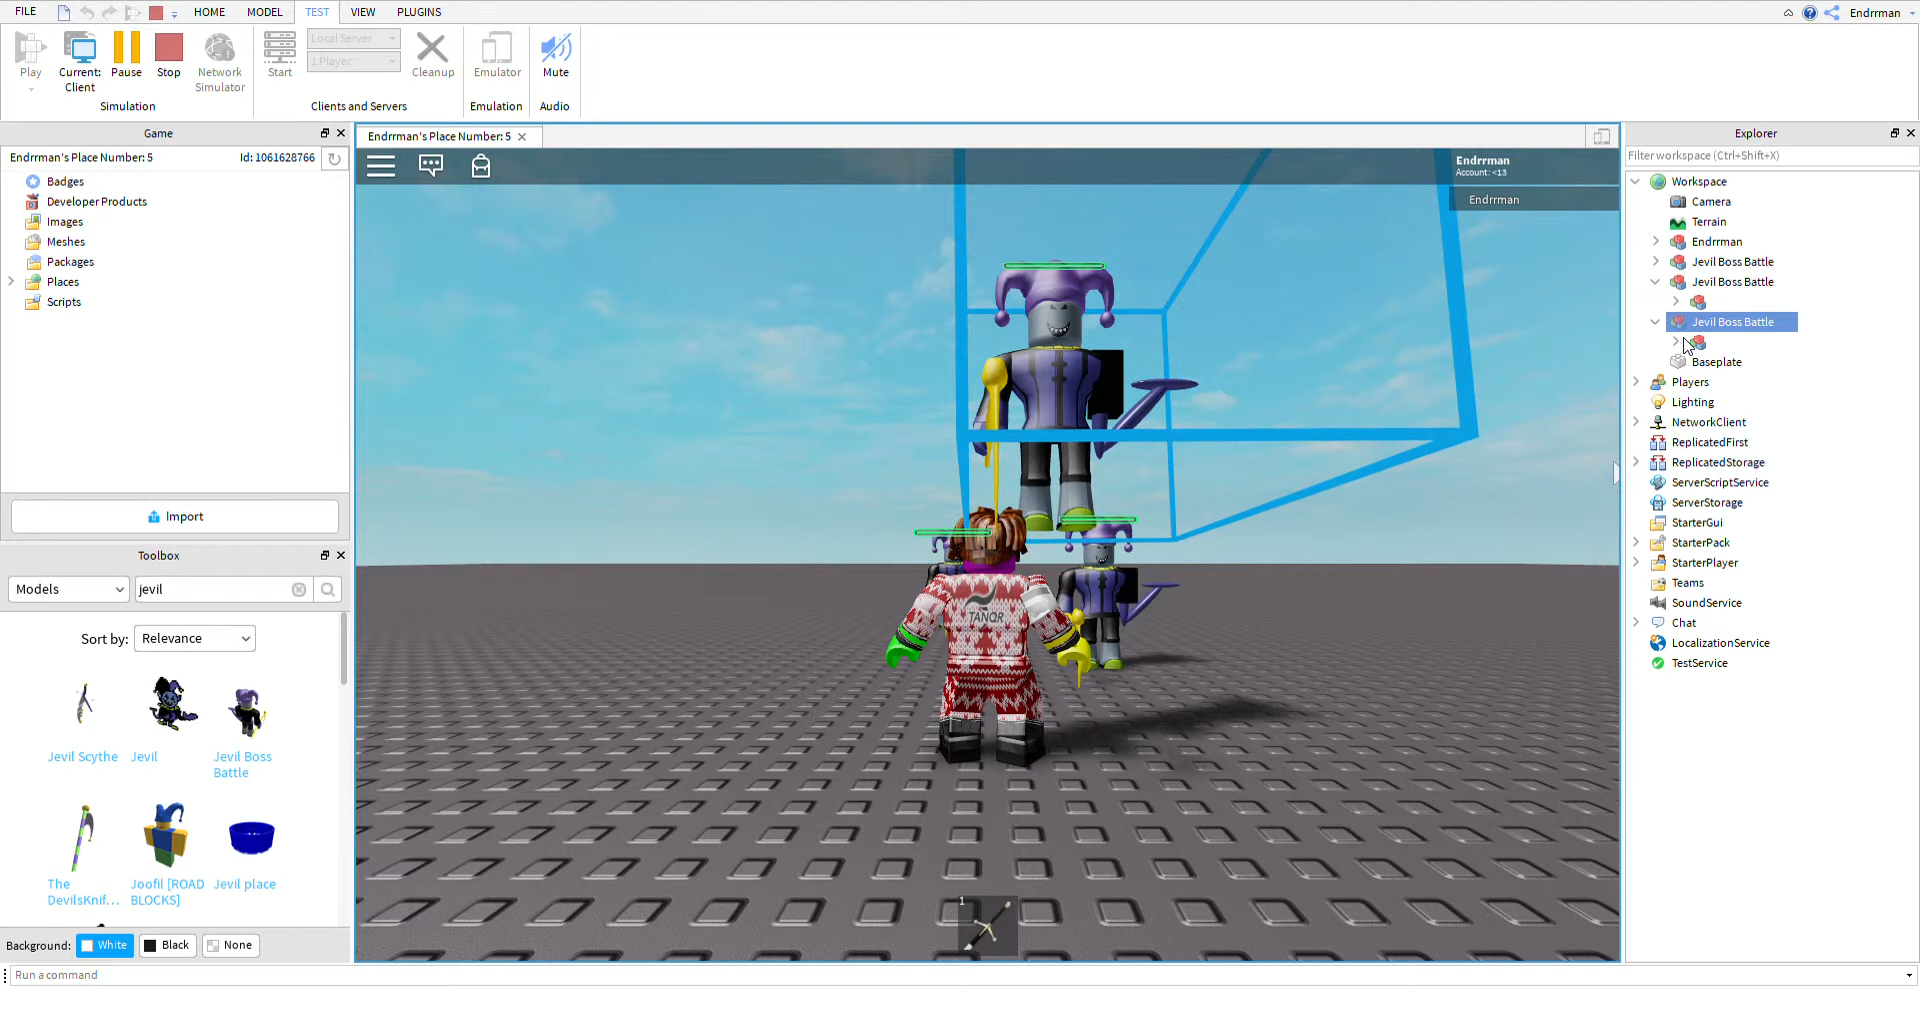 FILE
HOME
MODEL
TEST
VIEW
PLUGINS
Endrrman
Play
Current:
Client
Pause
Stop
Network
Simulator
Simulation
Start
Local Server
1 Player
Cleanup
Clients and Servers
Emulator
Emulation
Mute
Audio
Game
Endrrman's Place Number: 5
Id: 1061628766
Badges
Developer Products
Images
Meshes
Packages
Places
Scripts
Import
Toolbox
Models
jevil
Sort by:
Relevance
Jevil Scythe
Jevil
Jevil Boss
Battle
The
DevilsKnif...
Joofil [ROAD
BLOCKS]
Jevil place
Background:
White
Black
None
Run a command
Endrrman's Place Number: 5
Endrrman
Account: <13
Endrrman
TANQR
1
Explorer
Filter workspace (Ctrl+Shift+X)
Workspace
Camera
Terrain
Endrrman
Jevil Boss Battle
Jevil Boss Battle
Jevil Boss Battle
Baseplate
Players
Lighting
NetworkClient
ReplicatedFirst
ReplicatedStorage
ServerScriptService
ServerStorage
StarterGui
StarterPack
StarterPlayer
Teams
SoundService
Chat
LocalizationService
TestService